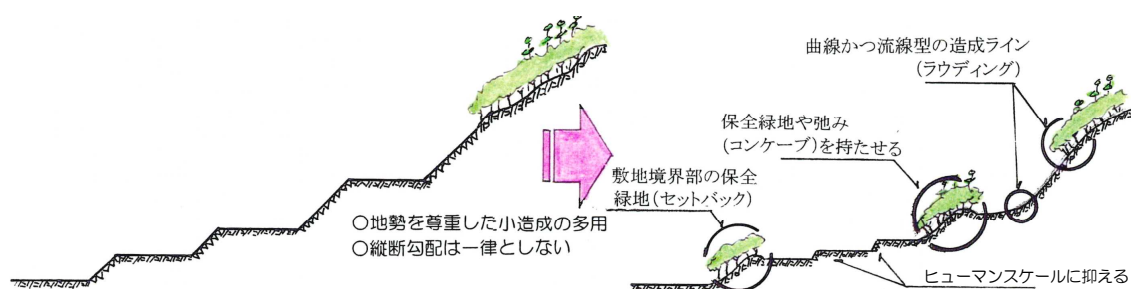 曲線かつ流線型の造成ライン
(ラウディング)
保全緑地や弛み
(コンケーブ)を持たせる
敷地境界部の保全
緑地(セットバック)
○地勢を尊重した小造成の多用
○縦断勾配は一律としない
ヒューマンスケールに抑える